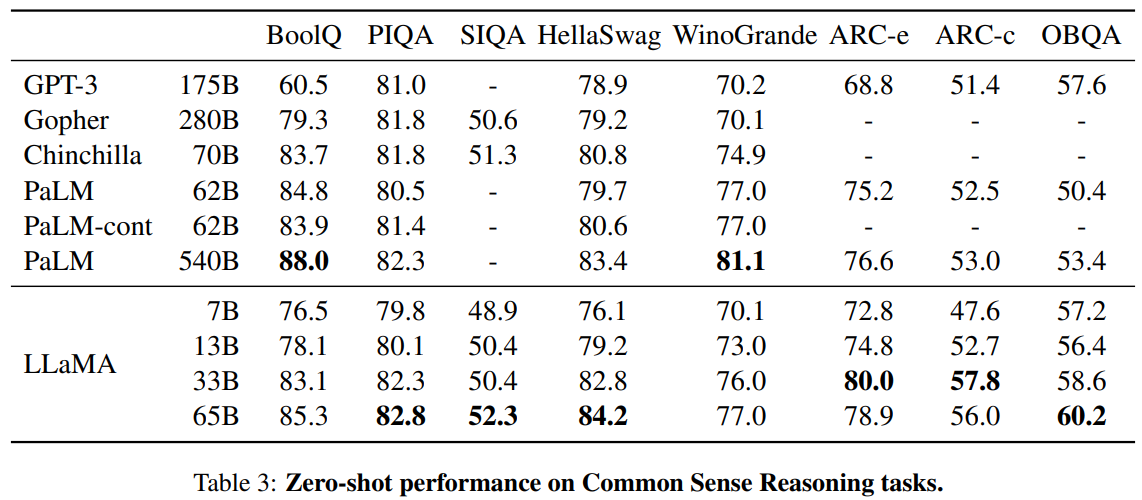 BoolQ PIQA SIQA HellaSwag WinoGrande ARC-e ARC-c OBQA
GPT-3 175B 60.5 81.0 - 78.9 70.2 68.8 51.4 57.6
Gopher 280B 79.3 81.8 50.6 79.2 70.1 - - -
Chinchilla 70B 83.7 81.8 51.3 80.8 74.9 - - -
PaLM 62B 84.8 80.5 - 79.7 77.0 75.2 52.5 50.4
PaLM-cont 62B 83.9 81.4 - 80.6 77.0 - - -
PaLM 540B 88.0 82.3 - 83.4 81.1 76.6 53.0 53.4
LLaMA
7B 76.5 79.8 48.9 76.1 70.1 72.8 47.6 57.2
13B 78.1 80.1 50.4 79.2 73.0 74.8 52.7 56.4
33B 83.1 82.3 50.4 82.8 76.0 80.0 57.8 58.6
65B 85.3 82.8 52.3 84.2 77.0 78.9 56.0 60.2
Table 3: Zero-shot performance on Common Sense Reasoning tasks.